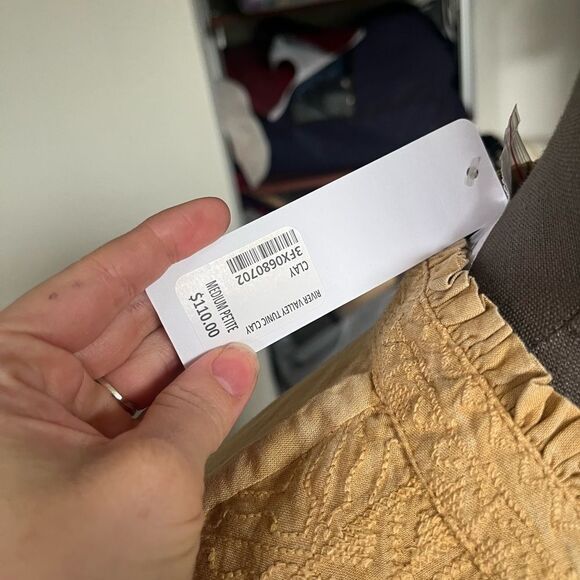 3FX0680702
CLAY
RIVER VALLEY TUNIC CLAY
MEDIUM PETITE
$110.00